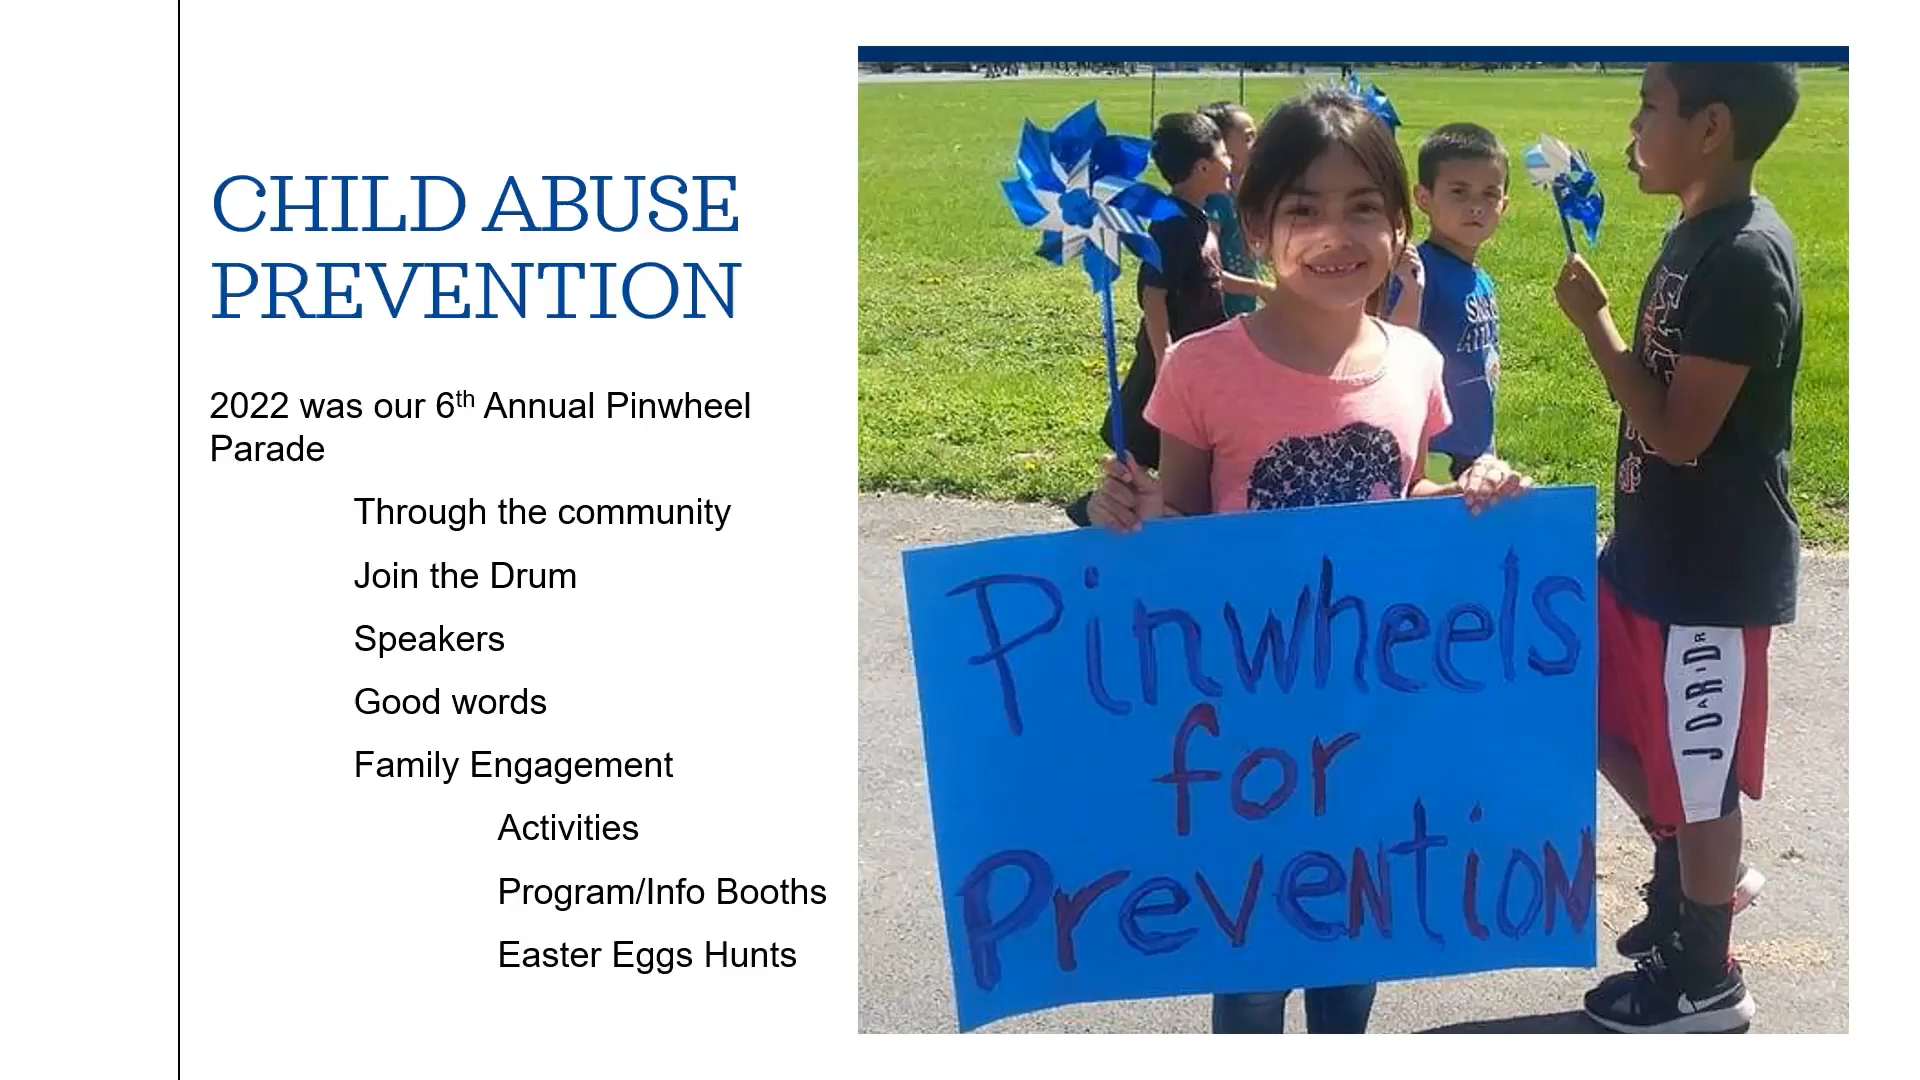 CHILD ABUSE
PREVENTION
2022 was our 6th Annual Pinwheel
Parade
Through the community
Join the Drum
Speakers
Good words
Family Engagement
Activities
Program/Info Booths
Easter Eggs Hunts
Pinwheels
for
Prevention
JORDAN